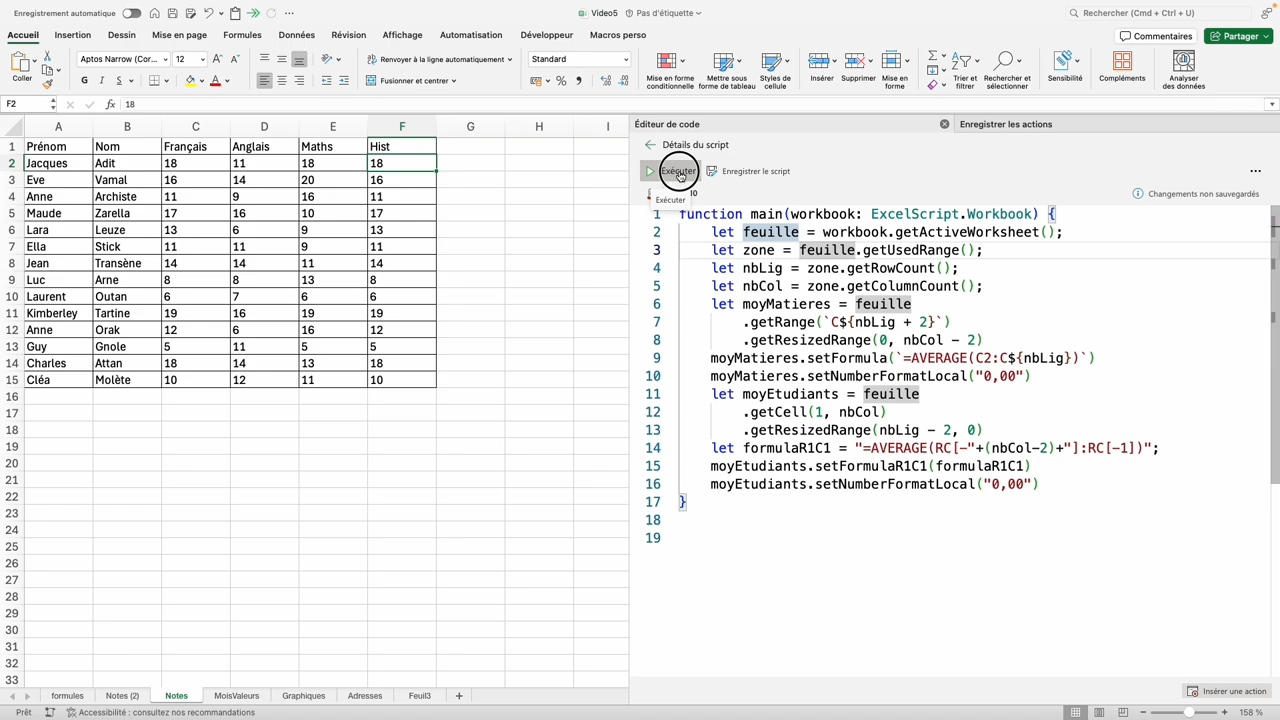 Enregistrement automatique
Video5
Pas d'étiquette
Rechercher (Cmd + Ctrl + U)
Accueil Insertion Dessin Mise en page Formules Données Révision Affichage Automatisation Développeur Macros perso
Commentaires
Partager
Coller
Aptos Narrow (Cor...
12
Renvoyer à la ligne automatiquement
Fusionner et centrer
Standard
Mise en forme conditionnelle
Mettre sous forme de tableau
Styles de cellule
Insérer
Supprimer
Mise en forme
Trier et filtrer
Rechercher et sélectionner
Sensibilité
Compléments
Analyser des données
F2
fx 18
A B C D E F G H I
1 Prénom Nom Français Anglais Maths Hist
2 Jacques Adit 18 11 18 18
3 Eve Vamal 16 14 20 16
4 Anne Archiste 11 9 16 11
5 Maude Zarella 17 16 10 17
6 Lara Leuze 13 6 9 13
7 Ella Stick 11 11 9 11
8 Jean Transène 14 14 11 14
9 Luc Arne 8 8 13 8
10 Laurent Outan 6 7 6 6
11 Kimberley Tartine 19 16 19 19
12 Anne Orak 12 6 16 12
13 Guy Gnole 5 11 5 5
14 Charles Attan 18 14 13 18
15 Cléa Molète 10 12 11 10
16
17
18
19
20
21
22
23
24
25
26
27
28
29
30
31
32
33
Éditeur de code
Enregistrer les actions
Détails du script
Exécuter
Enregistrer le script
Exécuter
Changements non sauvegardés
1 function main(workbook: ExcelScript.Workbook) {
2 let feuille = workbook.getActiveWorksheet();
3 let zone = feuille.getUsedRange();
4 let nbLig = zone.getRowCount();
5 let nbCol = zone.getColumnCount();
6 let moyMatieres = feuille
7 .getRange(`C${nbLig + 2}`)
8 .getResizedRange(0, nbCol - 2)
9 moyMatieres.setFormula(`=AVERAGE(C2:C${nbLig})`)
10 moyMatieres.setNumberFormatLocal("0,00")
11 let moyEtudiants = feuille
12 .getCell(1, nbCol)
13 .getResizedRange(nbLig - 2, 0)
14 let formulaR1C1 = "=AVERAGE(RC[-"+(nbCol-2)+"]:RC[-1])";
15 moyEtudiants.setFormulaR1C1(formulaR1C1)
16 moyEtudiants.setNumberFormatLocal("0,00")
17 }
18
19
Insérer une action
formules Notes (2) Notes MoisValeurs Graphiques Adresses Feuil3
Prêt
Accessibilité : consultez nos recommandations
158 %